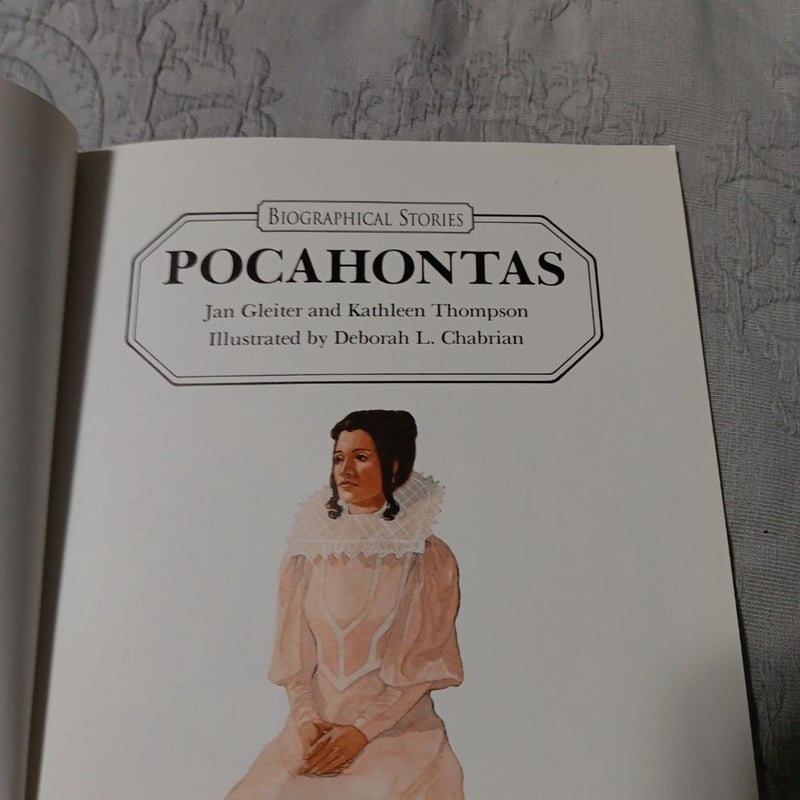 BIOGRAPHICAL STORIES
POCAHONTAS
Jan Gleiter and Kathleen Thompson
Illustrated by Deborah L. Chabrian